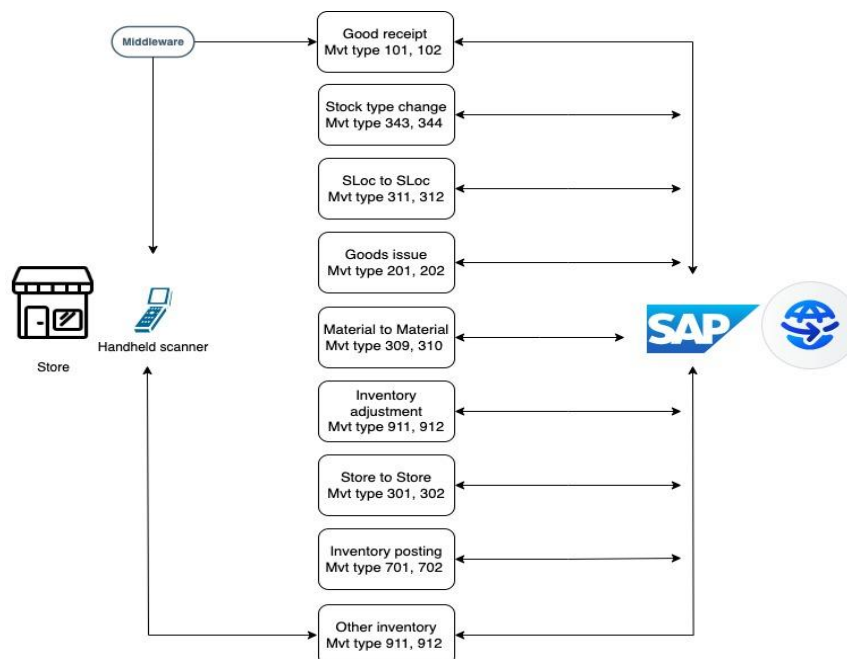 Middleware
Good receipt
Mvt type 101, 102
Stock type change
Mvt type 343, 344
SLoc to SLoc
Mvt type 311, 312
Goods issue
Mvt type 201, 202
Store
Handheld scanner
Material to Material
Mvt type 309, 310
SAP
Inventory
adjustment
Mvt type 911, 912
Store to Store
Mvt type 301, 302
Inventory posting
Mvt type 701, 702
Other inventory
Mvt type 911, 912